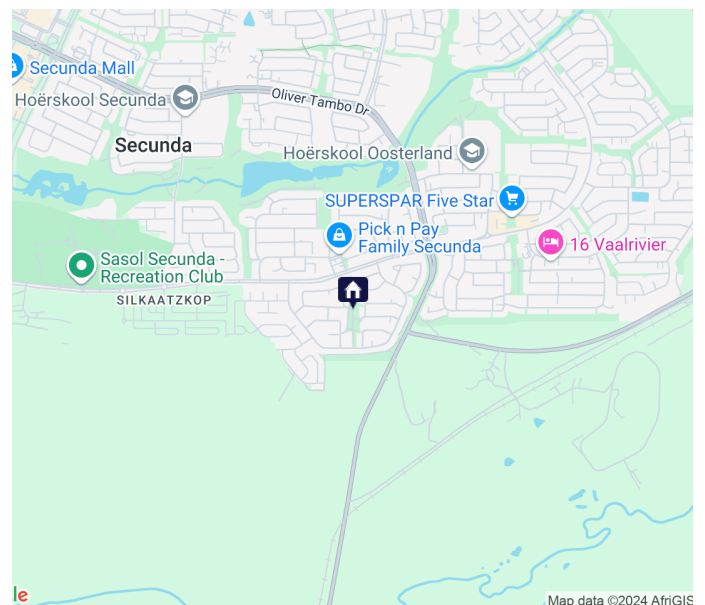 Secunda Mall
Hoërskool Secunda
Oliver Tambo Dr
Secunda
Hoërskool Oosterland
SUPERSPAR Five Star
Pick n Pay
Family Secunda
16 Vaalrivier
Sasol Secunda -
Recreation Club
SILKAATZKOP
le
Map data ©2024 AfriGIS